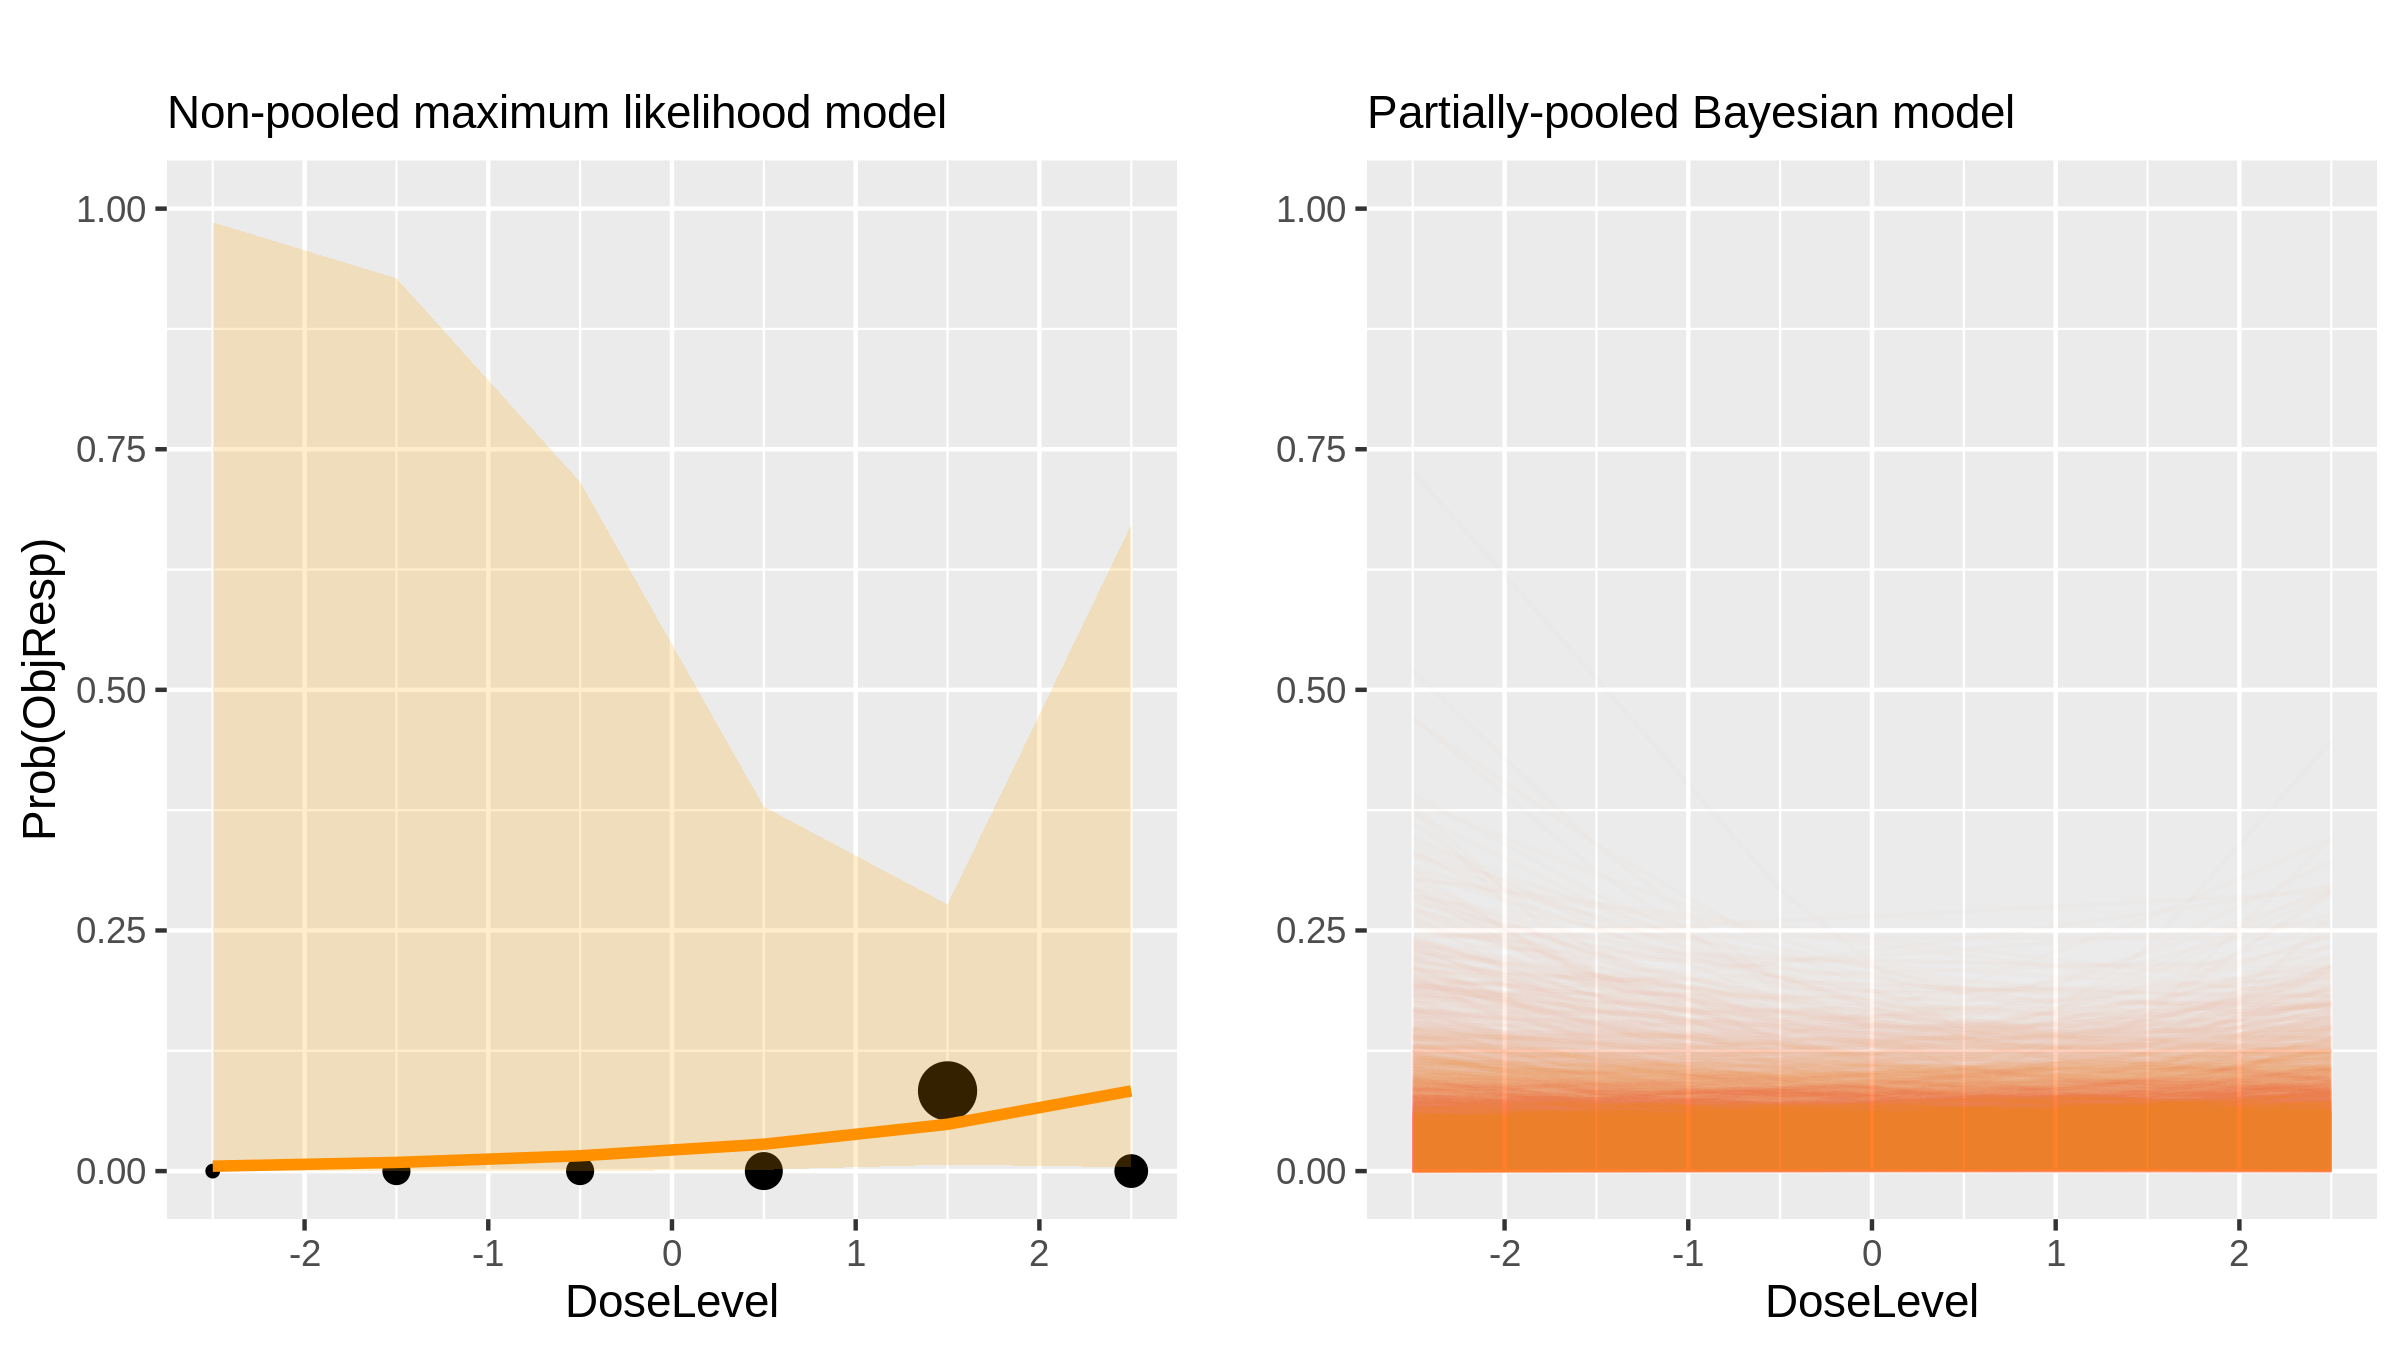 Non-pooled maximum likelihood model
Partially-pooled Bayesian model
Prob(ObjResp)
1.00
0.75
0.50
0.25
0.00
-2 -1 0 1 2
DoseLevel
1.00
0.75
0.50
0.25
0.00
-2 -1 0 1 2
DoseLevel